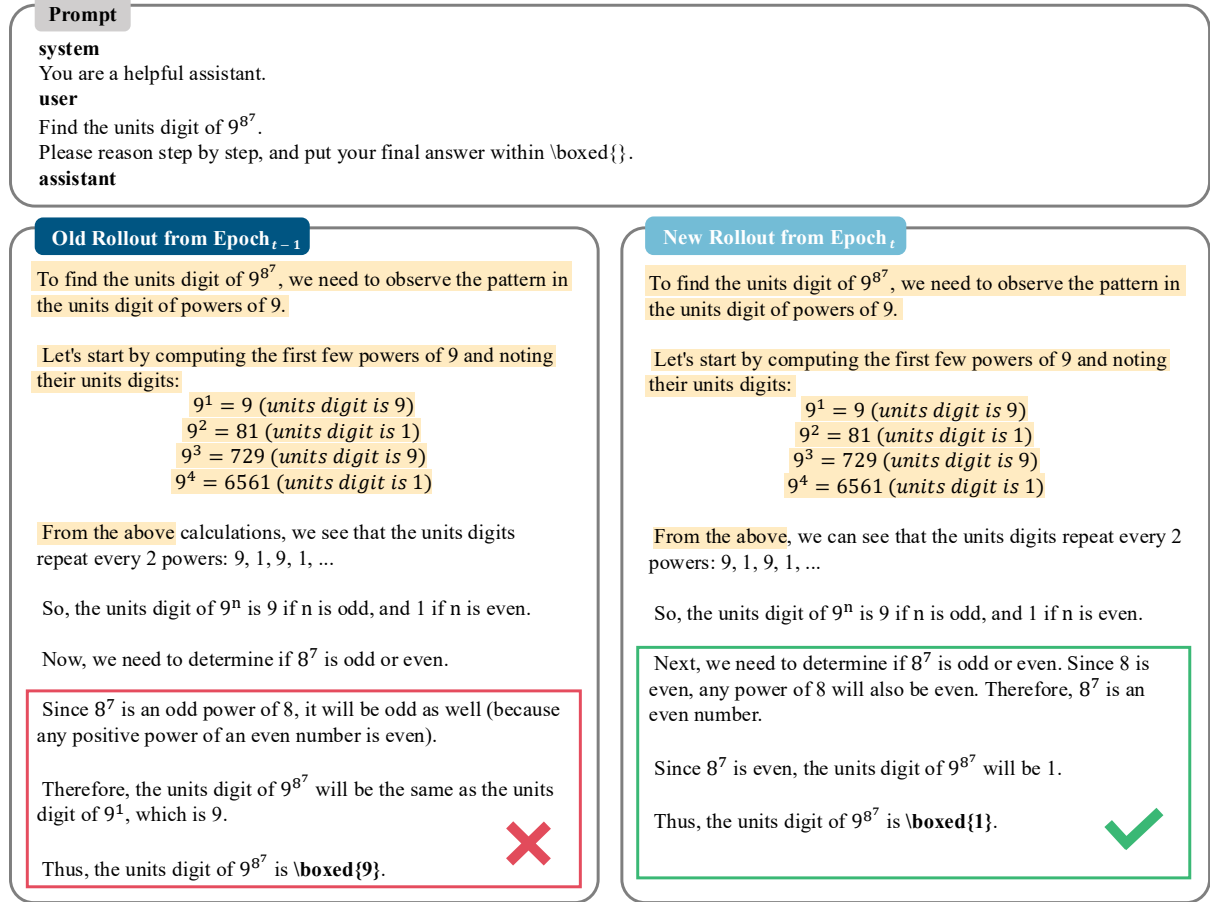 Prompt
system
You are a helpful assistant.
user
Find the units digit of 9^{8^7}.
Please reason step by step, and put your final answer within \boxed{}.
assistant
Old Rollout from Epoch_{t-1}
To find the units digit of 9^{8^7}, we need to observe the pattern in
the units digit of powers of 9.
Let's start by computing the first few powers of 9 and noting
their units digits:
9^1 = 9 (units digit is 9)
9^2 = 81 (units digit is 1)
9^3 = 729 (units digit is 9)
9^4 = 6561 (units digit is 1)
From the above calculations, we see that the units digits
repeat every 2 powers: 9, 1, 9, 1, ...
So, the units digit of 9^n is 9 if n is odd, and 1 if n is even.
Now, we need to determine if 8^7 is odd or even.
Since 8^7 is an odd power of 8, it will be odd as well (because
any positive power of an even number is even).
Therefore, the units digit of 9^{8^7} will be the same as the units
digit of 9^1, which is 9.
Thus, the units digit of 9^{8^7} is \boxed{9}.
New Rollout from Epoch_t
To find the units digit of 9^{8^7}, we need to observe the pattern in
the units digit of powers of 9.
Let's start by computing the first few powers of 9 and noting
their units digits:
9^1 = 9 (units digit is 9)
9^2 = 81 (units digit is 1)
9^3 = 729 (units digit is 9)
9^4 = 6561 (units digit is 1)
From the above, we can see that the units digits repeat every 2
powers: 9, 1, 9, 1, ...
So, the units digit of 9^n is 9 if n is odd, and 1 if n is even.
Next, we need to determine if 8^7 is odd or even. Since 8 is
even, any power of 8 will also be even. Therefore, 8^7 is an
even number.
Since 8^7 is even, the units digit of 9^{8^7} will be 1.
Thus, the units digit of 9^{8^7} is \boxed{1}.